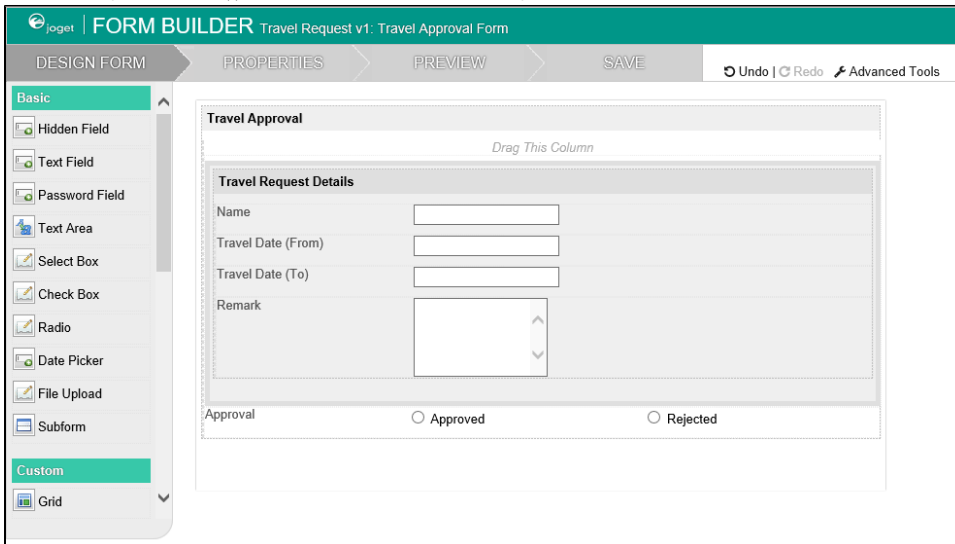 joget | FORM BUILDER Travel Request v1: Travel Approval Form
DESIGN FORM PROPERTIES PREVIEW SAVE Undo | Redo Advanced Tools
Basic
Hidden Field
Text Field
Password Field
Text Area
Select Box
Check Box
Radio
Date Picker
File Upload
Subform
Custom
Grid
Travel Approval
Drag This Column
Travel Request Details
Name
Travel Date (From)
Travel Date (To)
Remark
Approval Approved Rejected